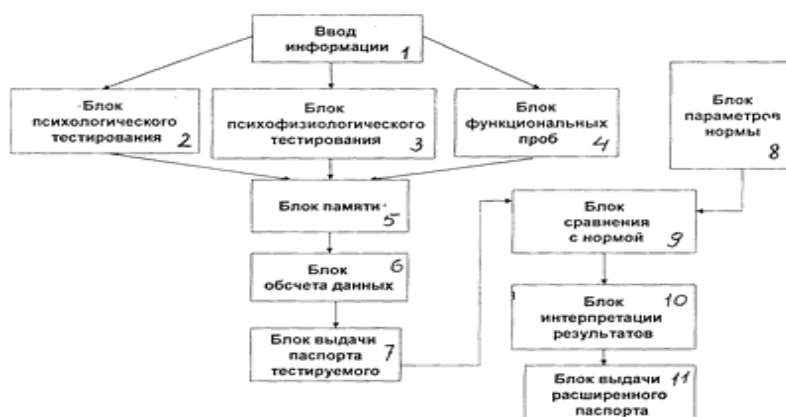 Ввод
информации 1
Блок
психологического
тестирования 2
Блок
психофизиологического
тестирования 3
Блок
функциональных
проб 4
Блок
параметров
нормы 8
Блок памяти
5
Блок
сравнения
с нормой 9
6
Блок
обсчета данных
Блок выдачи
паспорта
тестируемого 7
Блок 10
интерпретации
результатов
Блок выдачи 11
расширенного
паспорта